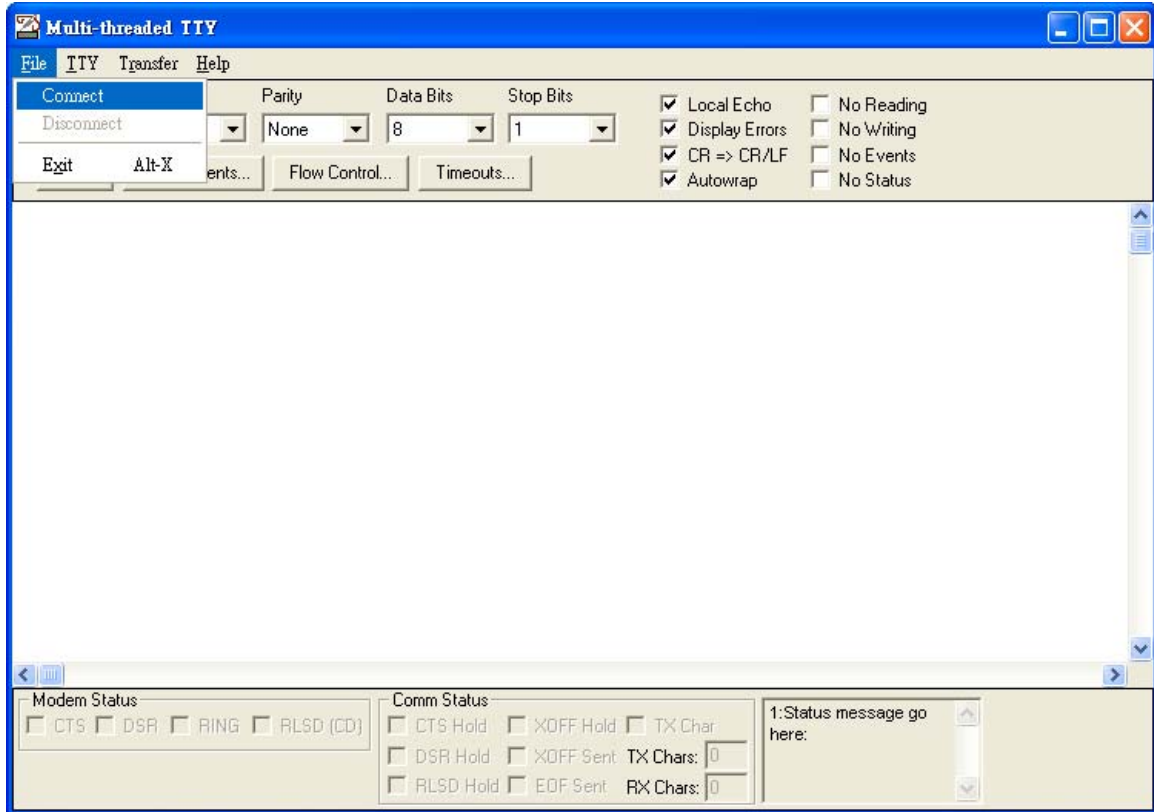 Multi-threaded TTY
File TTY Transfer Help
Connect
Disconnect
Exit Alt-X
Parity Data Bits Stop Bits
None 8 1
ents... Flow Control... Timeouts...
Local Echo No Reading
Display Errors No Writing
CR => CR/LF No Events
Autowrap No Status
Modem Status
CTS DSR RING RLSD (CD)
Comm Status
CTS Hold XOFF Hold TX Char
DSR Hold XOFF Sent TX Chars: 0
RLSD Hold EOF Sent RX Chars: 0
1:Status message go
here: